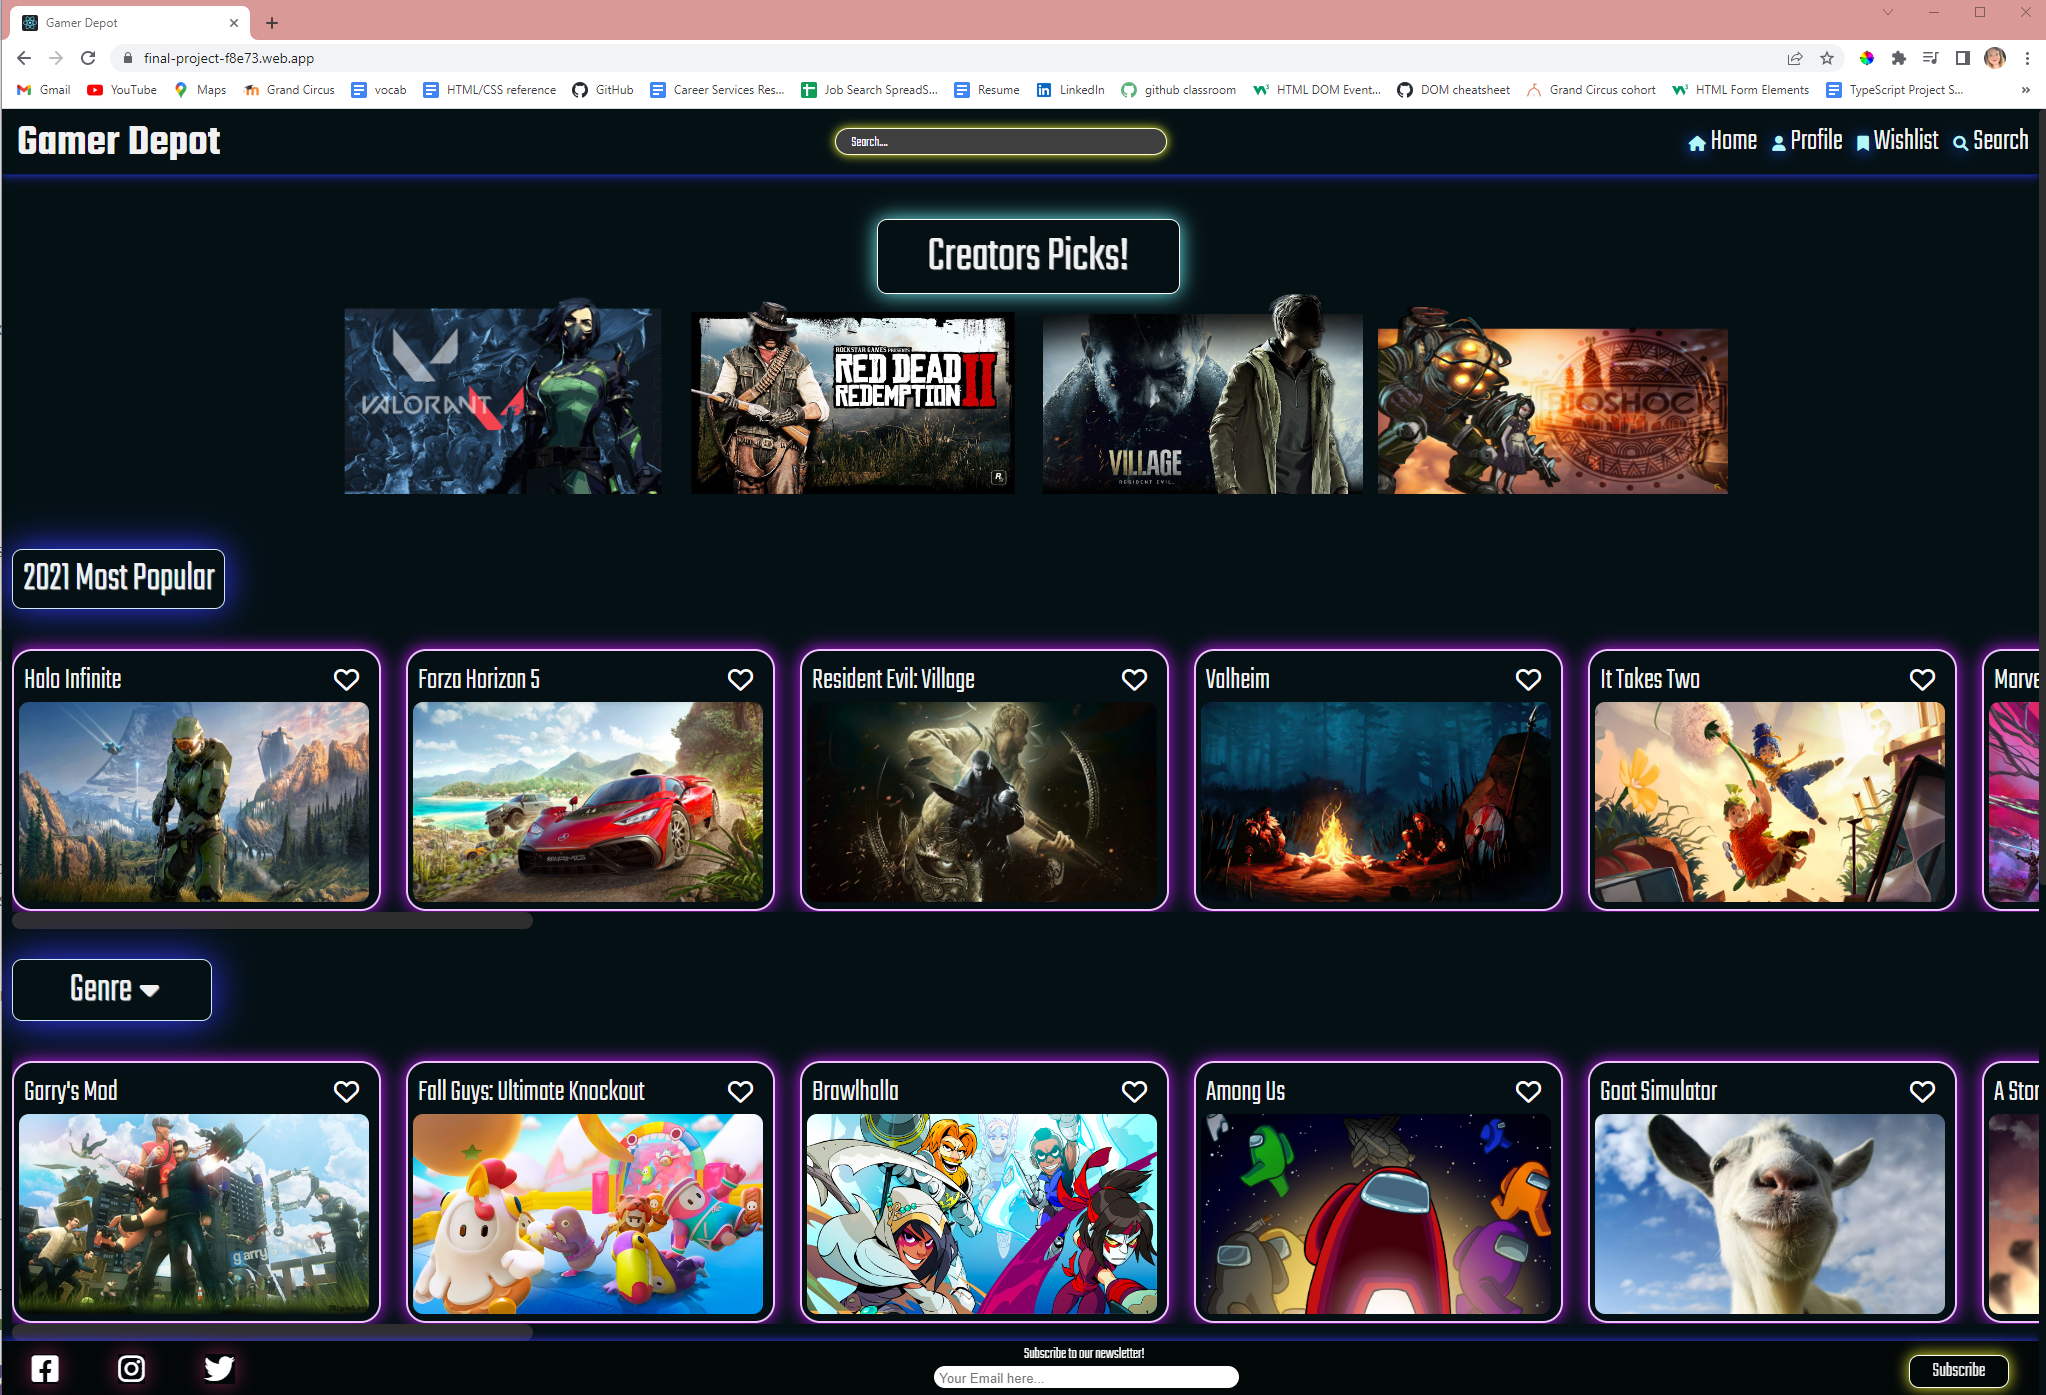 Gamer Depot
final-project-f8e73.web.app
Gmail YouTube Maps Grand Circus vocab HTML/CSS reference GitHub Career Services Res... Job Search SpreadS... Resume LinkedIn github classroom HTML DOM Event... DOM cheatsheet Grand Circus cohort HTML Form Elements TypeScript Project S... »
Gamer Depot Search.... Home Profile Wishlist Search
Creators Picks!
VALORANT
ROCKSTAR GAMES PRESENTS
RED DEAD
REDEMPTION II
R
VILLAGE
RESIDENT EVIL
BIOSHOCK
2021 Most Popular
Halo Infinite Forza Horizon 5 Resident Evil: Village Valheim It Takes Two Marve
Genre
Garry's Mod Fall Guys: Ultimate Knockout Brawlhalla Among Us Goat Simulator A Stor
garry
Subscribe to our newsletter!
Your Email here...
Subscribe